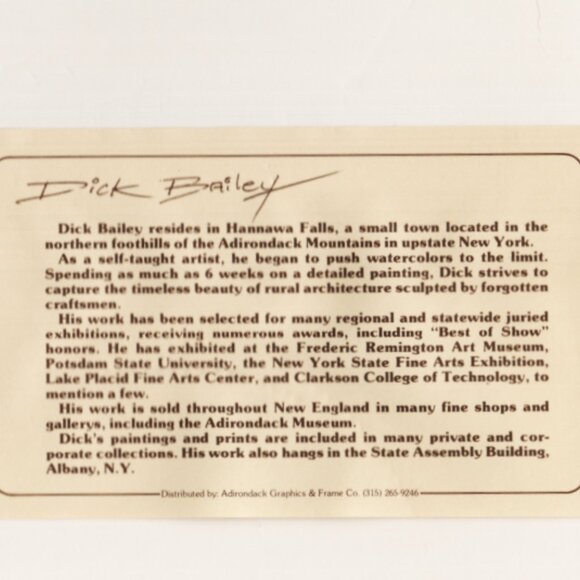 Dick Bailey
Dick Bailey resides in Hannawa Falls, a small town located in the
northern foothills of the Adirondack Mountains in upstate New York.
As a self-taught artist, he began to push watercolors to the limit.
Spending as much as 6 weeks on a detailed painting, Dick strives to
capture the timeless beauty of rural architecture sculpted by forgotten
craftsmen.
His work has been selected for many regional and statewide juried
exhibitions, receiving numerous awards, including "Best of Show"
honors. He has exhibited at the Frederic Remington Art Museum,
Potsdam State University, the New York State Fine Arts Exhibition,
Lake Placid Fine Arts Center, and Clarkson College of Technology, to
mention a few.
His work is sold throughout New England in many fine shops and
gallerys, including the Adirondack Museum.
Dick's paintings and prints are included in many private and cor-
porate collections. His work also hangs in the State Assembly Building,
Albany, N.Y.
Distributed by: Adirondack Graphics & Frame Co. (315) 265-9246